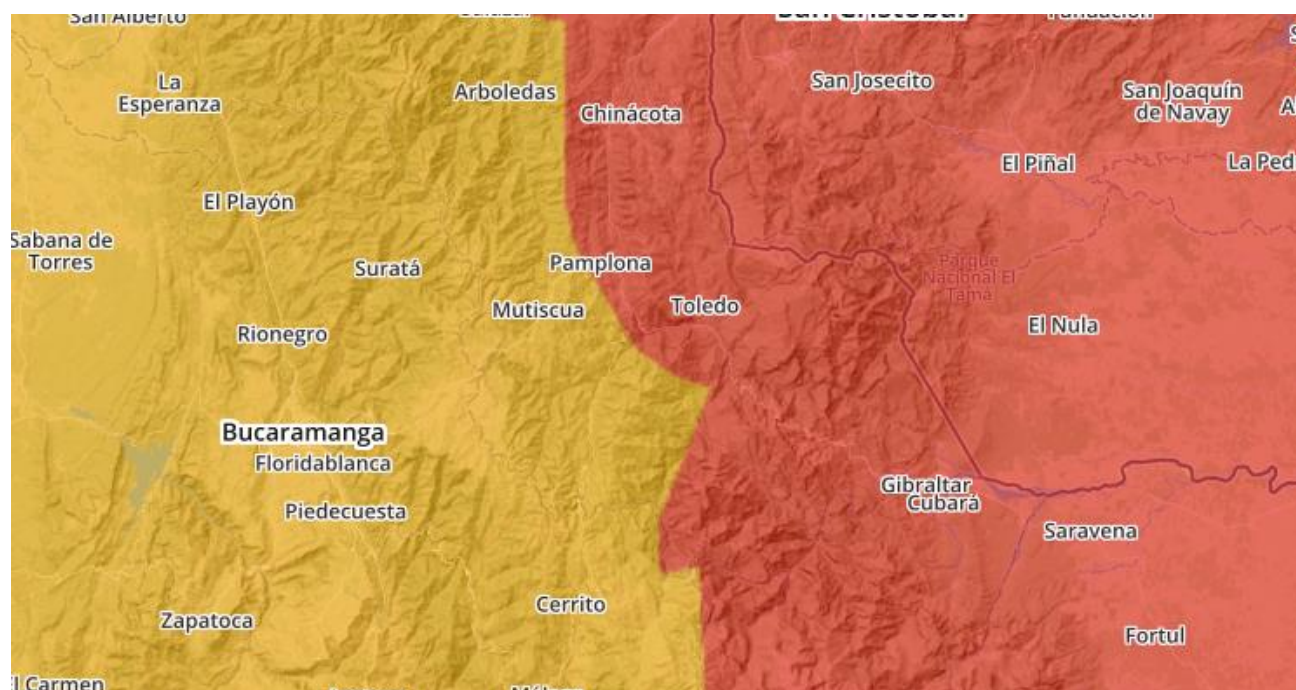 San Alberto
San Cristóbal
La
Esperanza
Arboledas
Chinácota
San Josecito
San Joaquín
de Navay
El Piñal
La Ped
El Playón
Sabana de
Torres
Suratá
Pamplona
Parque
Nacional El
Tamá
Mutiscua
Toledo
El Nula
Rionegro
Bucaramanga
Floridablanca
Gibraltar
Cubará
Piedecuesta
Saravena
Cerrito
Zapatoca
Fortul
El Carmen